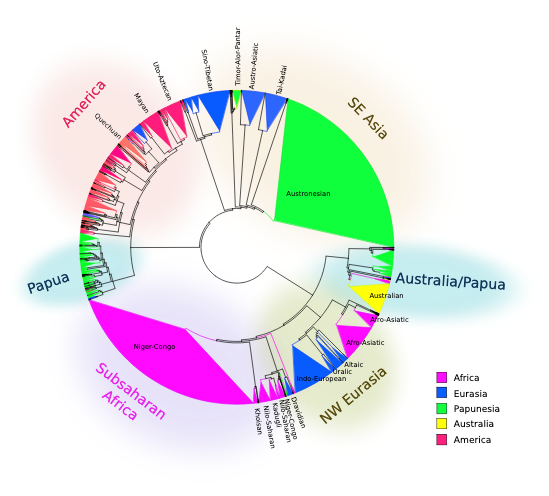 Timor-Alor-Pantar
Sino-Tibetan
Austro-Asiatic
Tai-Kadai
Uto-Aztecan
America
Mayan
SE Asia
Quechuan
Austronesian
Papua
Australia/Papua
Australian
Afro-Asiatic
Niger-Congo
Afro-Asiatic
Altaic
Uralic
Indo-European
Subsaharan
Africa
NW Eurasia
Khoisan
Nilo-Saharan
Kadugli
Nilo-Saharan
Niger-Congo
Dravidian
Africa
Eurasia
Papunesia
Australia
America